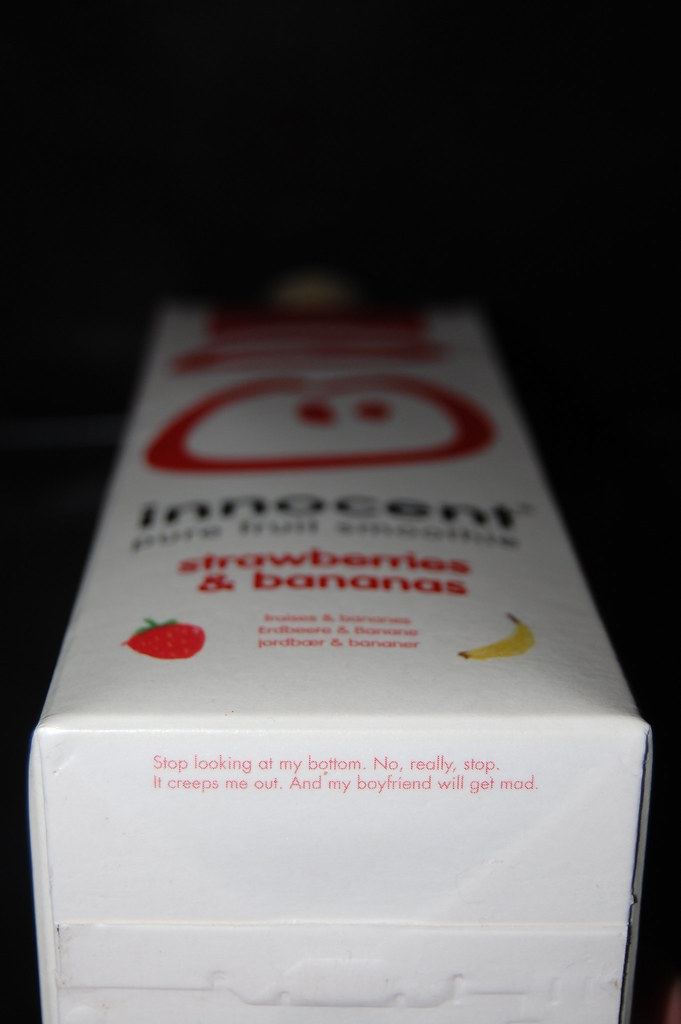 innocent
pure fruit smoothie
strawberries
& bananas
fraises & bananes
Erdbeere & Banane
jordbær & bananer
Stop looking at my bottom. No, really, stop.
It creeps me out. And my boyfriend will get mad.